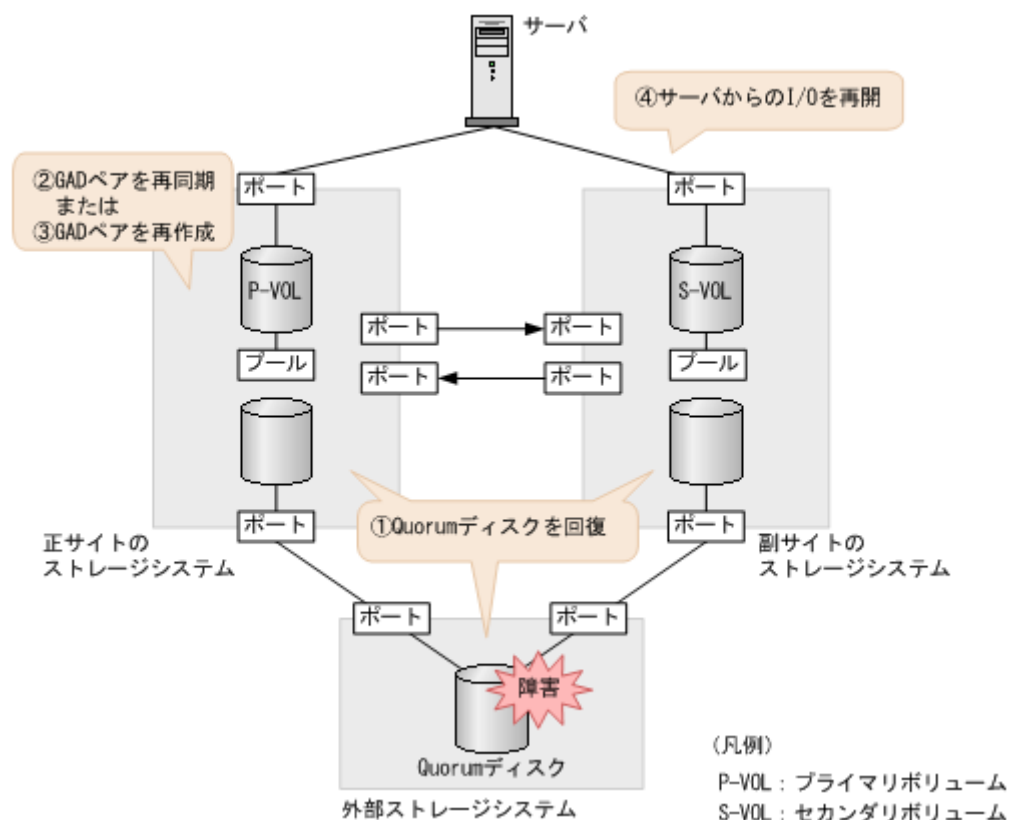 サーバ
④サーバからのI/Oを再開
②GADペアを再同期
または
③GADペアを再作成
ポート
ポート
P-VOL
S-VOL
ポート
ポート
プール
プール
ポート
ポート
①Quorumディスクを回復
ポート
ポート
正サイトの
ストレージシステム
副サイトの
ストレージシステム
ポート
ポート
障害
Quorumディスク
外部ストレージシステム
(凡例)
P-VOL:プライマリボリューム
S-VOL:セカンダリボリューム